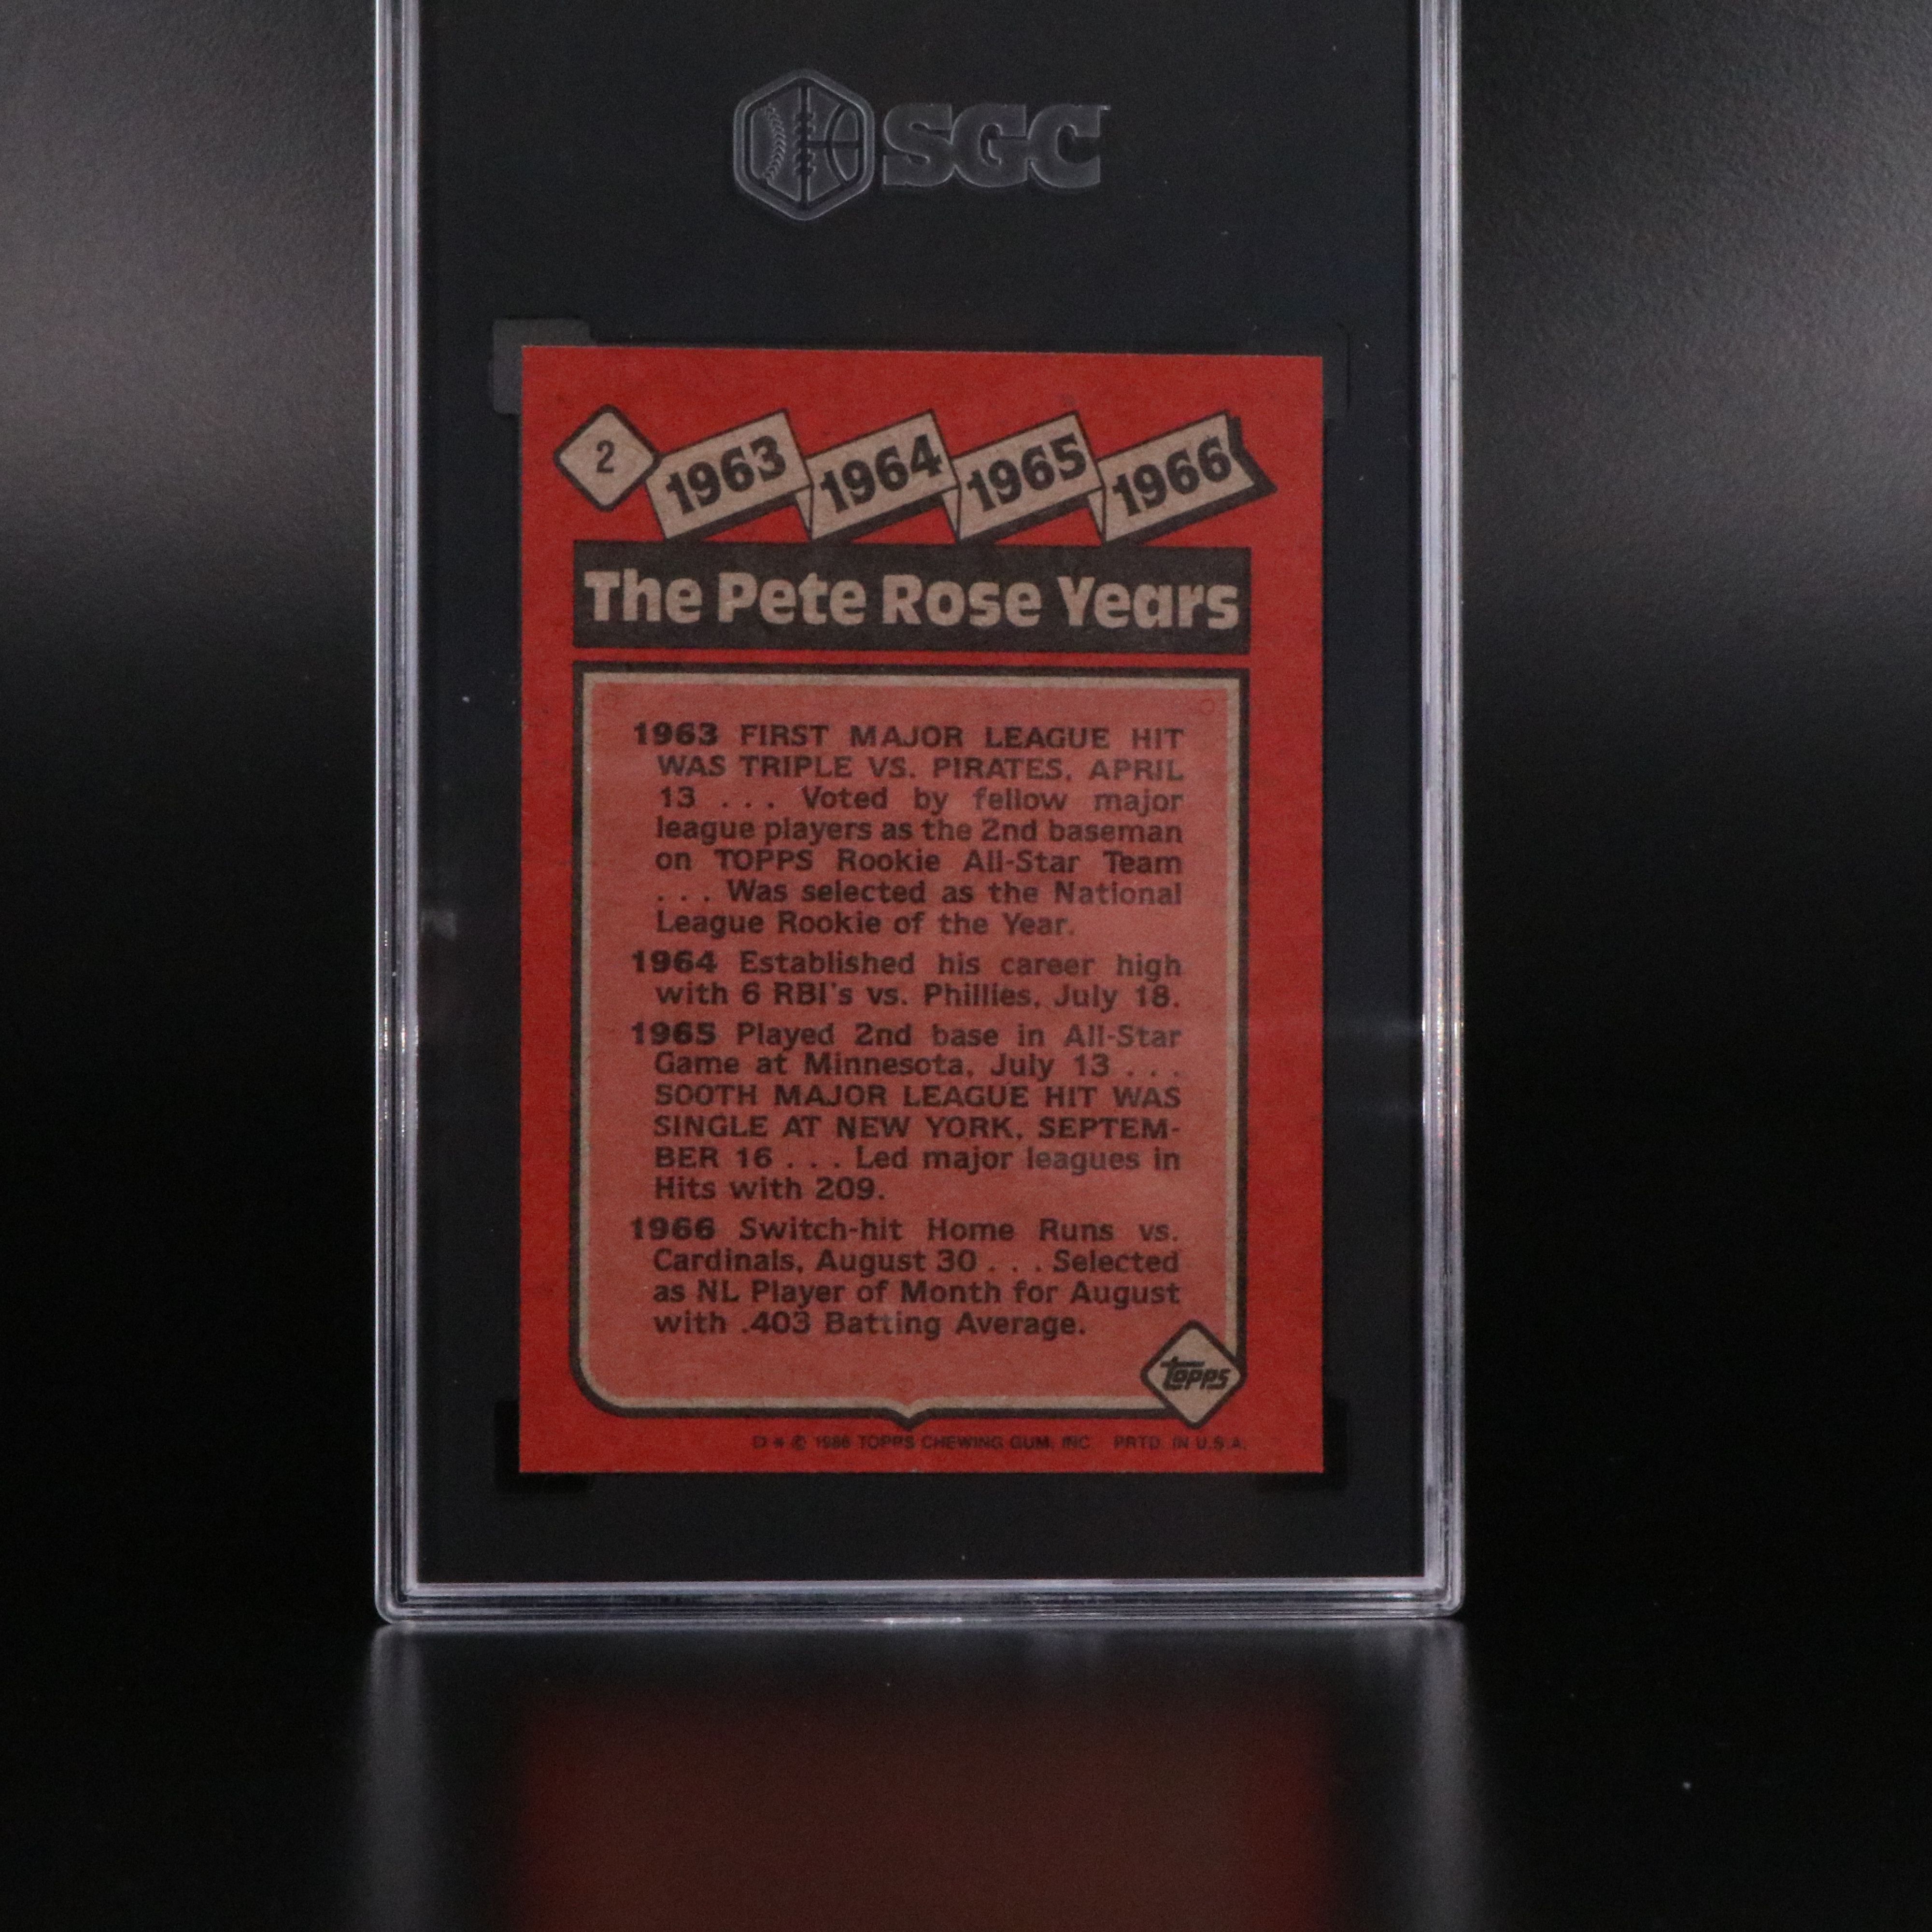 SGC
2 1963 1964 1965 1966
The Pete Rose Years
1963 FIRST MAJOR LEAGUE HIT
WAS TRIPLE VS. PIRATES, APRIL
13 . . . Voted by fellow major
league players as the 2nd baseman
on TOPPS Rookie All-Star Team
. . . Was selected as the National
League Rookie of the Year.
1964 Established his career high
with 6 RBI's vs. Phillies, July 18.
1965 Played 2nd base in All-Star
Game at Minnesota, July 13 . . .
500TH MAJOR LEAGUE HIT WAS
SINGLE AT NEW YORK, SEPTEM-
BER 16 . . . Led major leagues in
Hits with 209.
1966 Switch-hit Home Runs vs.
Cardinals, August 30 . . . Selected
as NL Player of Month for August
with .403 Batting Average.
topps
D * © 1986 TOPPS CHEWING GUM, INC. PRTD. IN U.S.A.